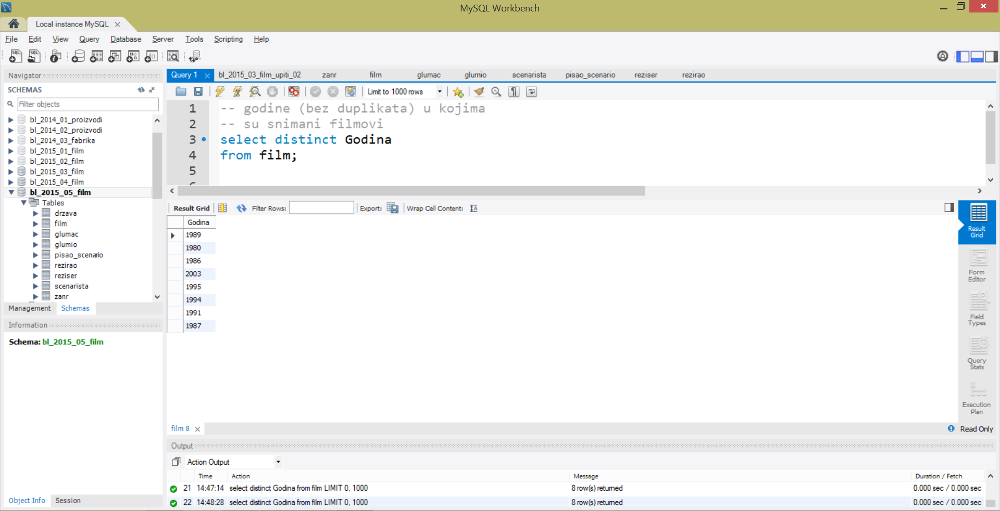 MySQL Workbench
Local instance MySQL
File Edit View Query Database Server Tools Scripting Help
Navigator
SCHEMAS
Filter objects
bl_2014_01_proizvodi
bl_2014_02_proizvodi
bl_2014_03_fabrika
bl_2015_01_film
bl_2015_02_film
bl_2015_03_film
bl_2015_04_film
bl_2015_05_film
Tables
drzava
film
glumac
glumio
pisao_scenario
rezirao
reziser
scenarista
zanr
Management Schemas
Information
Schema: bl_2015_05_film
Object Info Session
Query 1 bl_2015_03_film_upiti_02 zanr film glumac glumio scenarista pisao_scenario reziser rezirao
Limit to 1000 rows
1 -- godine (bez duplikata) u kojima
2 -- su snimani filmovi
3 select distinct Godina
4 from film;
5
Result Grid Filter Rows: Export: Wrap Cell Content:
Godina
1989
1980
1986
2003
1995
1994
1991
1987
Result Grid
Form Editor
Field Types
Query Stats
Execution Plan
film 8
Read Only
Output
Action Output
Time Action Message Duration / Fetch
21 14:47:14 select distinct Godina from film LIMIT 0, 1000 8 row(s) returned 0.000 sec / 0.000 sec
22 14:48:28 select distinct Godina from film LIMIT 0, 1000 8 row(s) returned 0.000 sec / 0.000 sec